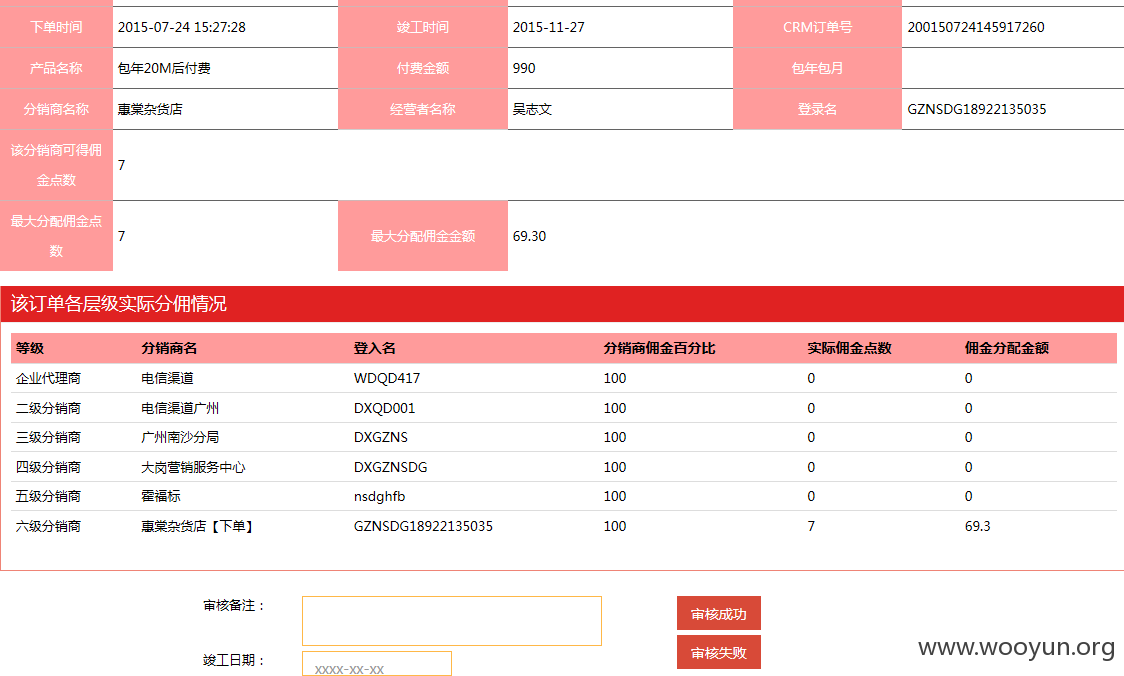 下单时间 2015-07-24 15:27:28 竣工时间 2015-11-27 CRM订单号 200150724145917260
产品名称 包年20M后付费 付费金额 990 包年包月
分销商名称 惠棠杂货店 经营者名称 吴志文 登录名 GZNSDG18922135035
该分销商可得佣
金点数
7
最大分配佣金点
数
7 最大分配佣金金额 69.30
该订单各层级实际分佣情况
等级 分销商名 登入名 分销商佣金百分比 实际佣金点数 佣金分配金额
企业代理商 电信渠道 WDQD417 100 0 0
二级分销商 电信渠道广州 DXQD001 100 0 0
三级分销商 广州南沙分局 DXGZNS 100 0 0
四级分销商 大岗营销服务中心 DXGZNSDG 100 0 0
五级分销商 霍福标 nsdghfb 100 0 0
六级分销商 惠棠杂货店【下单】 GZNSDG18922135035 100 7 69.3
审核备注： 审核成功
审核失败
www.wooyun.org
竣工日期： xxxx-xx-xx